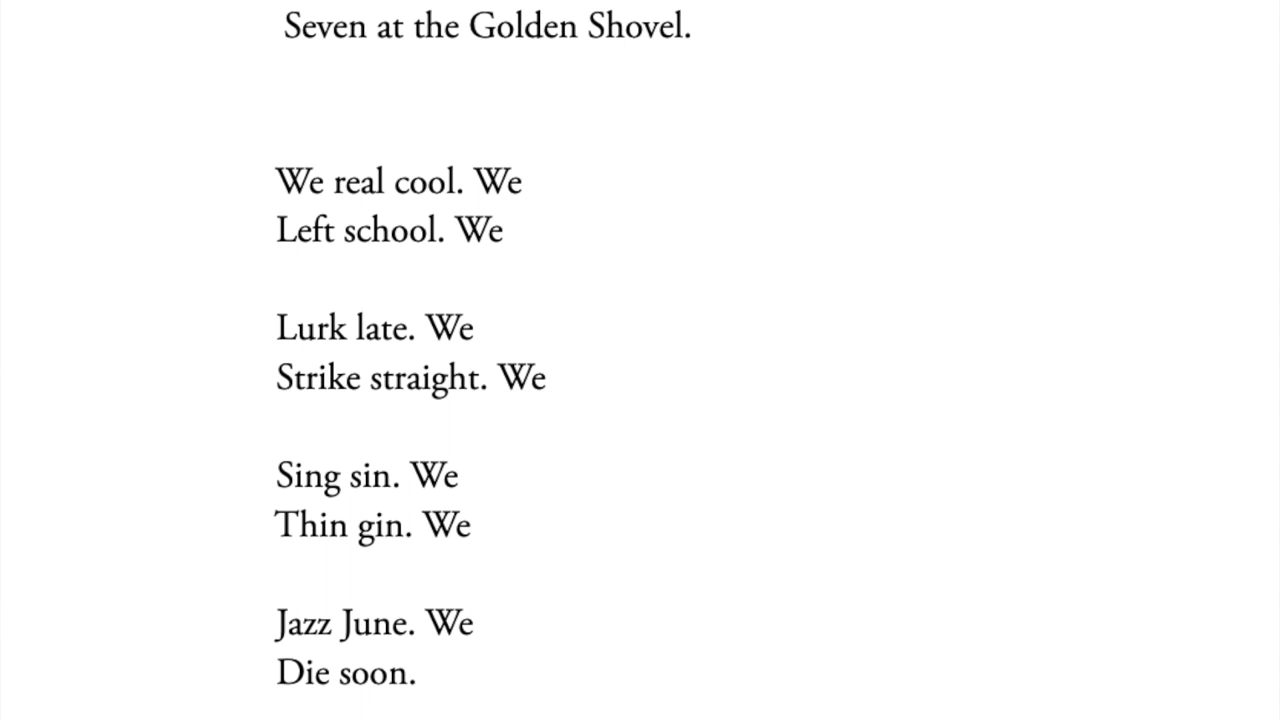 Seven at the Golden Shovel.
We real cool. We
Left school. We
Lurk late. We
Strike straight. We
Sing sin. We
Thin gin. We
Jazz June. We
Die soon.